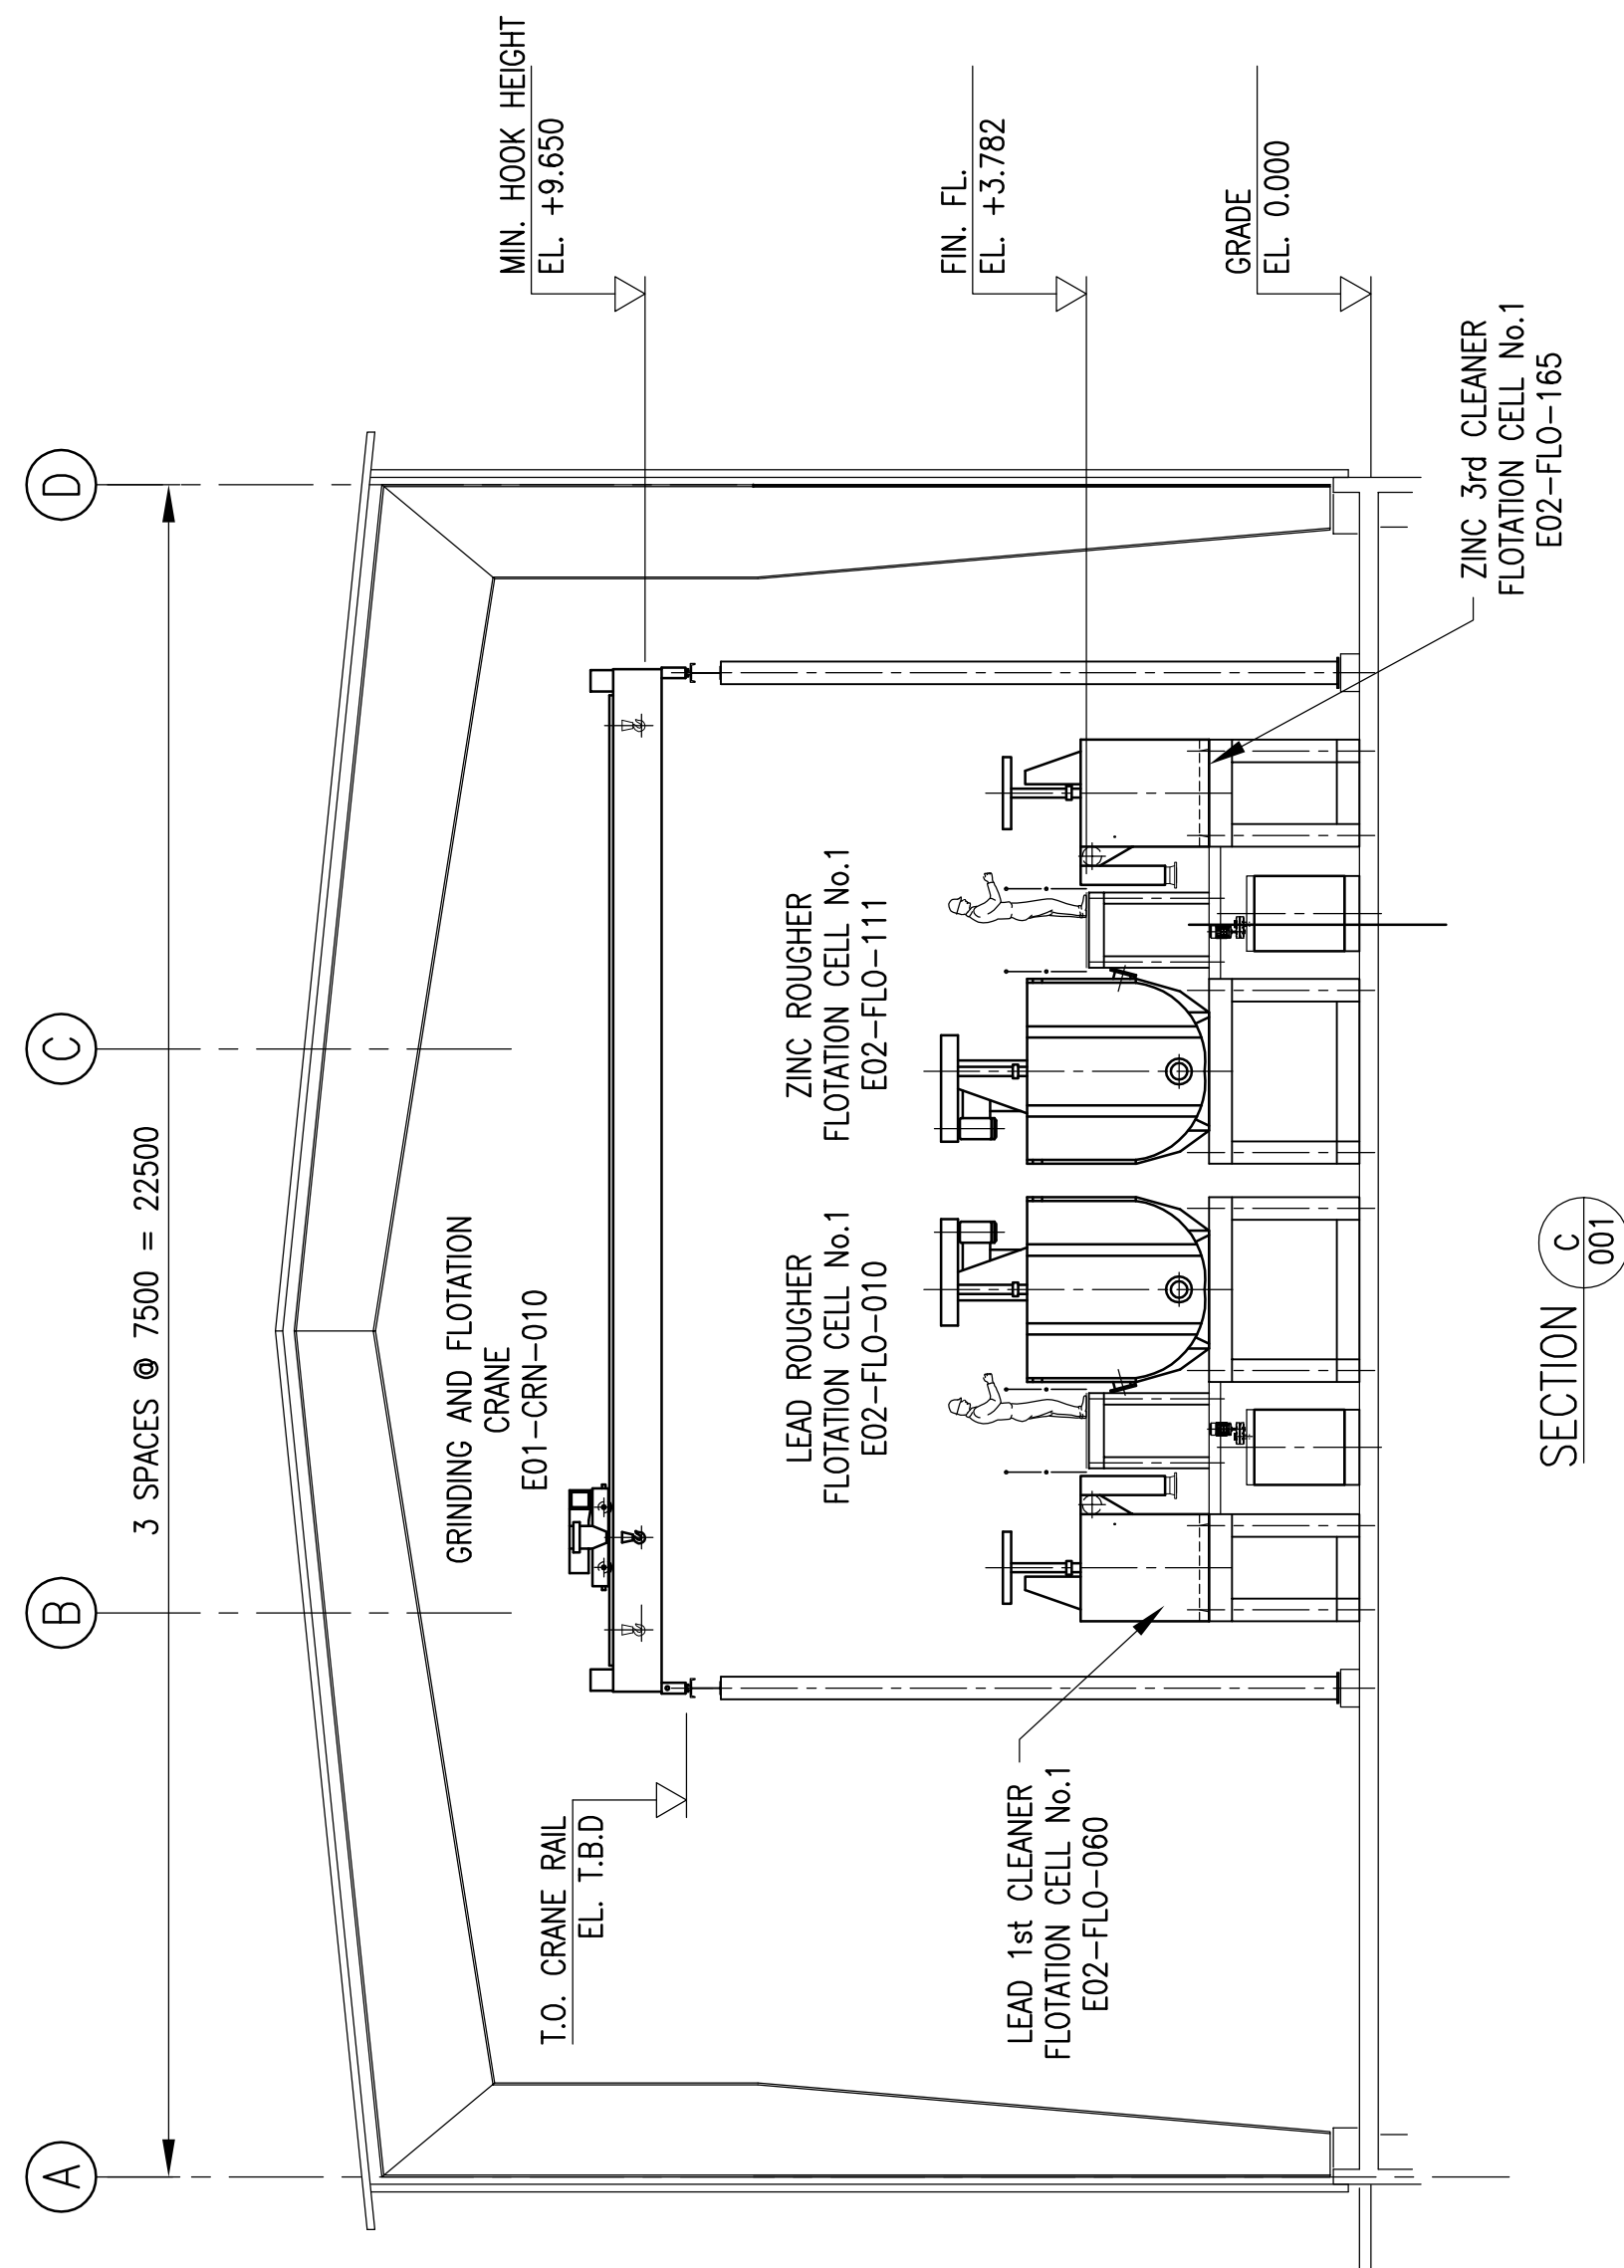 A
B
C
D
3 SPACES @ 7500 = 22500
GRINDING AND FLOTATION
CRANE
E01-CRN-010
MIN. HOOK HEIGHT
EL. +9.650
T.O. CRANE RAIL
EL. T.B.D
LEAD ROUGHER
FLOTATION CELL No.1
E02-FLO-010
ZINC ROUGHER
FLOTATION CELL No.1
E02-FLO-111
FIN. FL.
EL. +3.782
LEAD 1st CLEANER
FLOTATION CELL No.1
E02-FLO-060
GRADE
EL. 0.000
ZINC 3rd CLEANER
FLOTATION CELL No.1
E02-FLO-165
SECTION
C
001